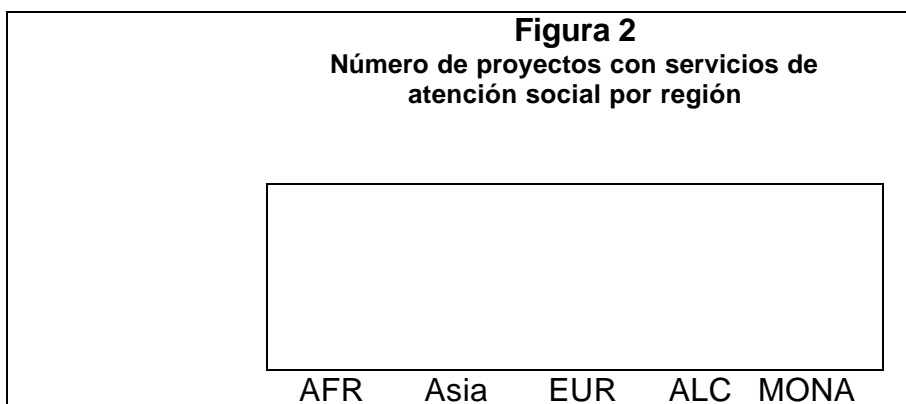 Figura 2
Número de proyectos con servicios de
atención social por región
AFR Asia EUR ALC MONA